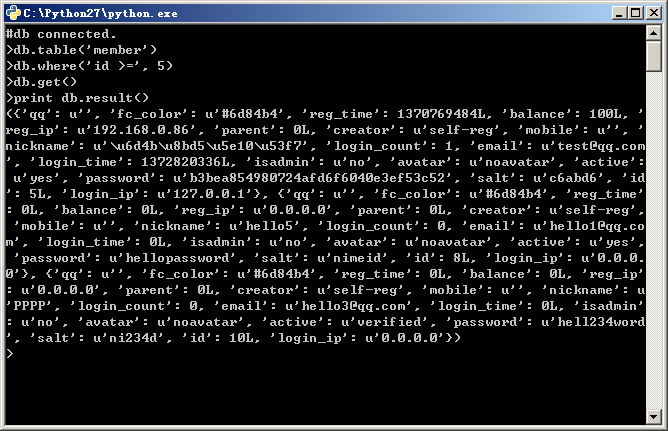 C:\Python27\python.exe
#db connected.
>db.table('member')
>db.where('id >=', 5)
>db.get()
>print db.result()
({'qq': u'', 'fc_color': u'#6d84b4', 'reg_time': 1370769484L, 'balance': 100L, '
reg_ip': u'192.168.0.86', 'parent': 0L, 'creator': u'self-reg', 'mobile': u'', '
nickname': u'\u6d4b\u8bd5\u5e10\u53f7', 'login_count': 1, 'email': u'test@qq.com
', 'login_time': 1372820336L, 'isadmin': u'no', 'avatar': u'noavatar', 'active':
 u'yes', 'password': u'b3bea854980724afd6f6040e3ef53c52', 'salt': u'c6abd6', 'id
': 5L, 'login_ip': u'127.0.0.1'}, {'qq': u'', 'fc_color': u'#6d84b4', 'reg_time'
: 0L, 'balance': 0L, 'reg_ip': u'0.0.0.0', 'parent': 0L, 'creator': u'self-reg',
 'mobile': u'', 'nickname': u'hello5', 'login_count': 0, 'email': u'hello1@qq.co
m', 'login_time': 0L, 'isadmin': u'no', 'avatar': u'noavatar', 'active': u'yes',
 'password': u'hellopassword', 'salt': u'nimeid', 'id': 8L, 'login_ip': u'0.0.0.
0'}, {'qq': u'', 'fc_color': u'#6d84b4', 'reg_time': 0L, 'balance': 0L, 'reg_ip'
: u'0.0.0.0', 'parent': 0L, 'creator': u'self-reg', 'mobile': u'', 'nickname': u
'PPPP', 'login_count': 0, 'email': u'hello3@qq.com', 'login_time': 0L, 'isadmin'
: u'no', 'avatar': u'noavatar', 'active': u'verified', 'password': u'hell234word
', 'salt': u'ni234d', 'id': 10L, 'login_ip': u'0.0.0.0'})
>